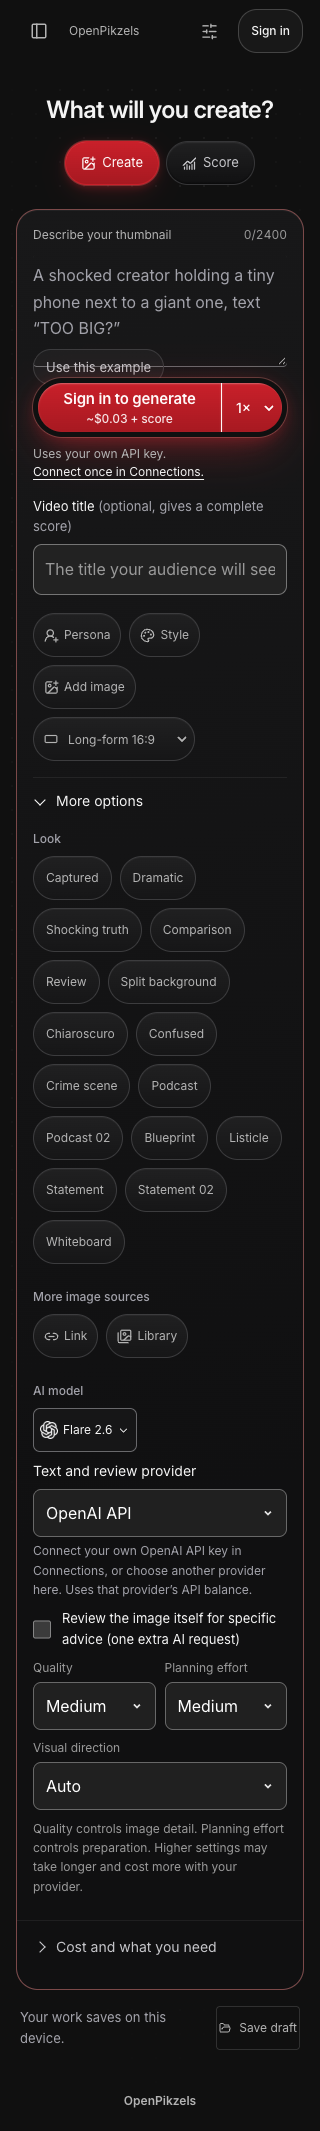 OpenPikzels
Sign in
What will you create?
Create
Score
Describe your thumbnail
0/2400
A shocked creator holding a tiny
phone next to a giant one, text
“TOO BIG?”
Use this example
Sign in to generate
~$0.03 + score
1×
Uses your own API key.
Connect once in Connections.
Video title (optional, gives a complete
score)
The title your audience will see
Persona
Style
Add image
Long-form 16:9
More options
Look
Captured
Dramatic
Shocking truth
Comparison
Review
Split background
Chiaroscuro
Confused
Crime scene
Podcast
Podcast 02
Blueprint
Listicle
Statement
Statement 02
Whiteboard
More image sources
Link
Library
AI model
Flare 2.6
Text and review provider
OpenAI API
Connect your own OpenAI API key in
Connections, or choose another provider
here. Uses that provider’s API balance.
Review the image itself for specific
advice (one extra AI request)
Quality
Planning effort
Medium
Medium
Visual direction
Auto
Quality controls image detail. Planning effort
controls preparation. Higher settings may
take longer and cost more with your
provider.
Cost and what you need
Your work saves on this
device.
Save draft
OpenPikzels